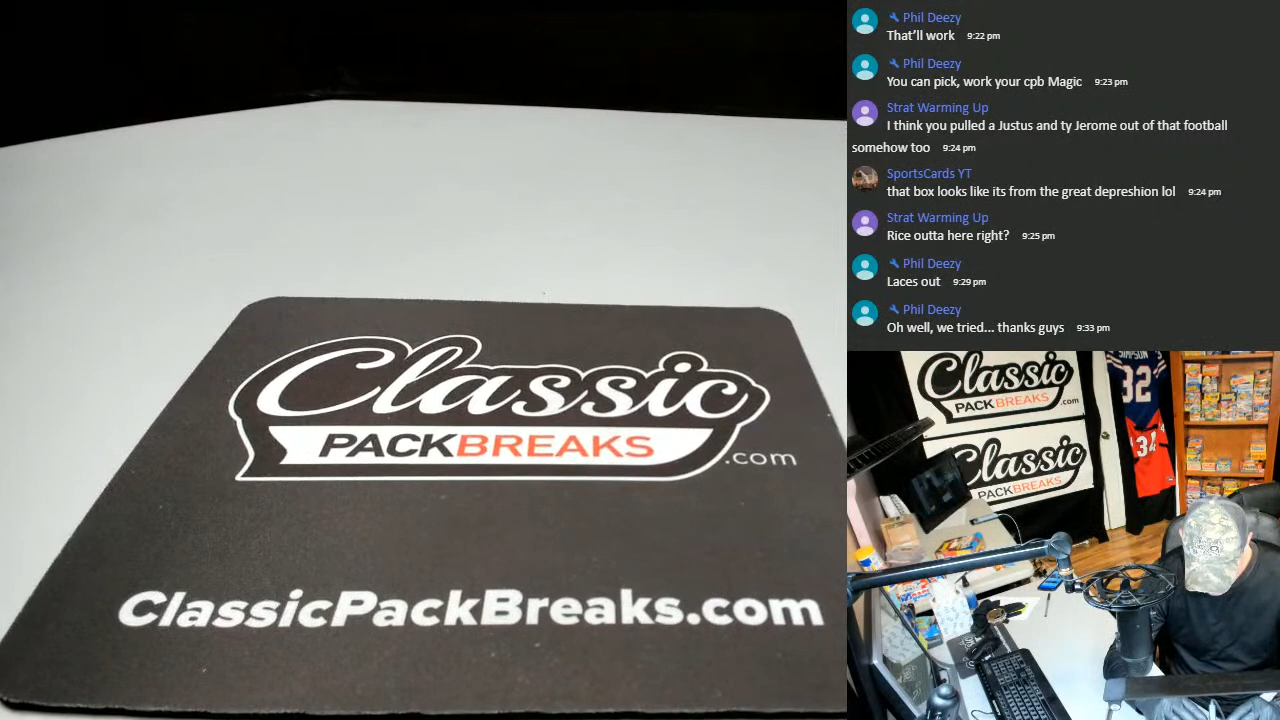 Classic
PACKBREAKS
.com
ClassicPackBreaks.com
Phil Deezy
That’ll work 9:22 pm
Phil Deezy
You can pick, work your cpb Magic 9:23 pm
Strat Warming Up
I think you pulled a Justus and ty Jerome out of that football
somehow too 9:24 pm
SportsCards YT
that box looks like its from the great depreshion lol 9:24 pm
Strat Warming Up
Rice outta here right? 9:25 pm
Phil Deezy
Laces out 9:29 pm
Phil Deezy
Oh well, we tried... thanks guys 9:33 pm
Classic
PACKBREAKS
.com
Classic
PACKBREAKS
SIMPSON
32
34